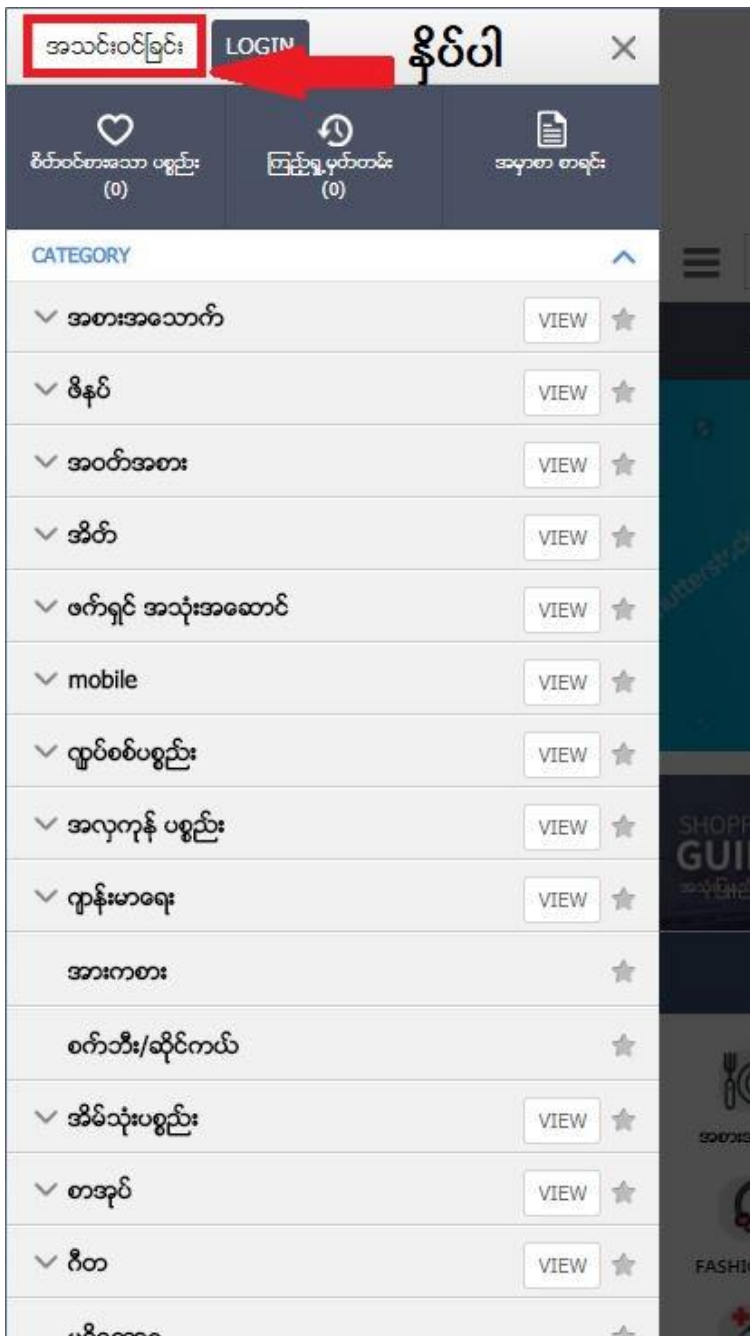 အသင်းဝင်ခြင်း LOGIN နှိပ်ပါ
စိတ်ဝင်စားသော ပစ္စည်း
(0)
ကြည့်ရှု့မှတ်တမ်း
(0)
အမှာစာ စာရင်း
CATEGORY
အစားအသောက် VIEW
ဖိနပ် VIEW
အဝတ်အစား VIEW
အိတ် VIEW
ဖက်ရှင် အသုံးအဆောင် VIEW
mobile VIEW
လျှပ်စစ်ပစ္စည်း VIEW
အလှကုန် ပစ္စည်း VIEW
ကျန်းမာရေး VIEW
အားကစား
စက်ဘီး/ဆိုင်ကယ်
အိမ်သုံးပစ္စည်း VIEW
စာအုပ် VIEW
ဂီတ VIEW